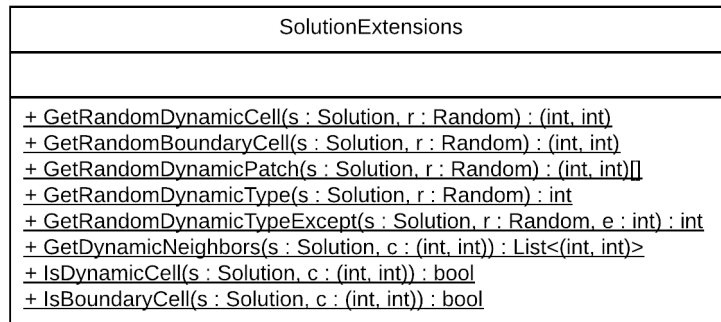 SolutionExtensions
+ GetRandomDynamicCell(s : Solution, r : Random) : (int, int)
+ GetRandomBoundaryCell(s : Solution, r : Random) : (int, int)
+ GetRandomDynamicPatch(s : Solution, r : Random) : (int, int)[]
+ GetRandomDynamicType(s : Solution, r : Random) : int
+ GetRandomDynamicTypeExcept(s : Solution, r : Random, e : int) : int
+ GetDynamicNeighbors(s : Solution, c : (int, int)) : List<(int, int)>
+ IsDynamicCell(s : Solution, c : (int, int)) : bool
+ IsBoundaryCell(s : Solution, c : (int, int)) : bool